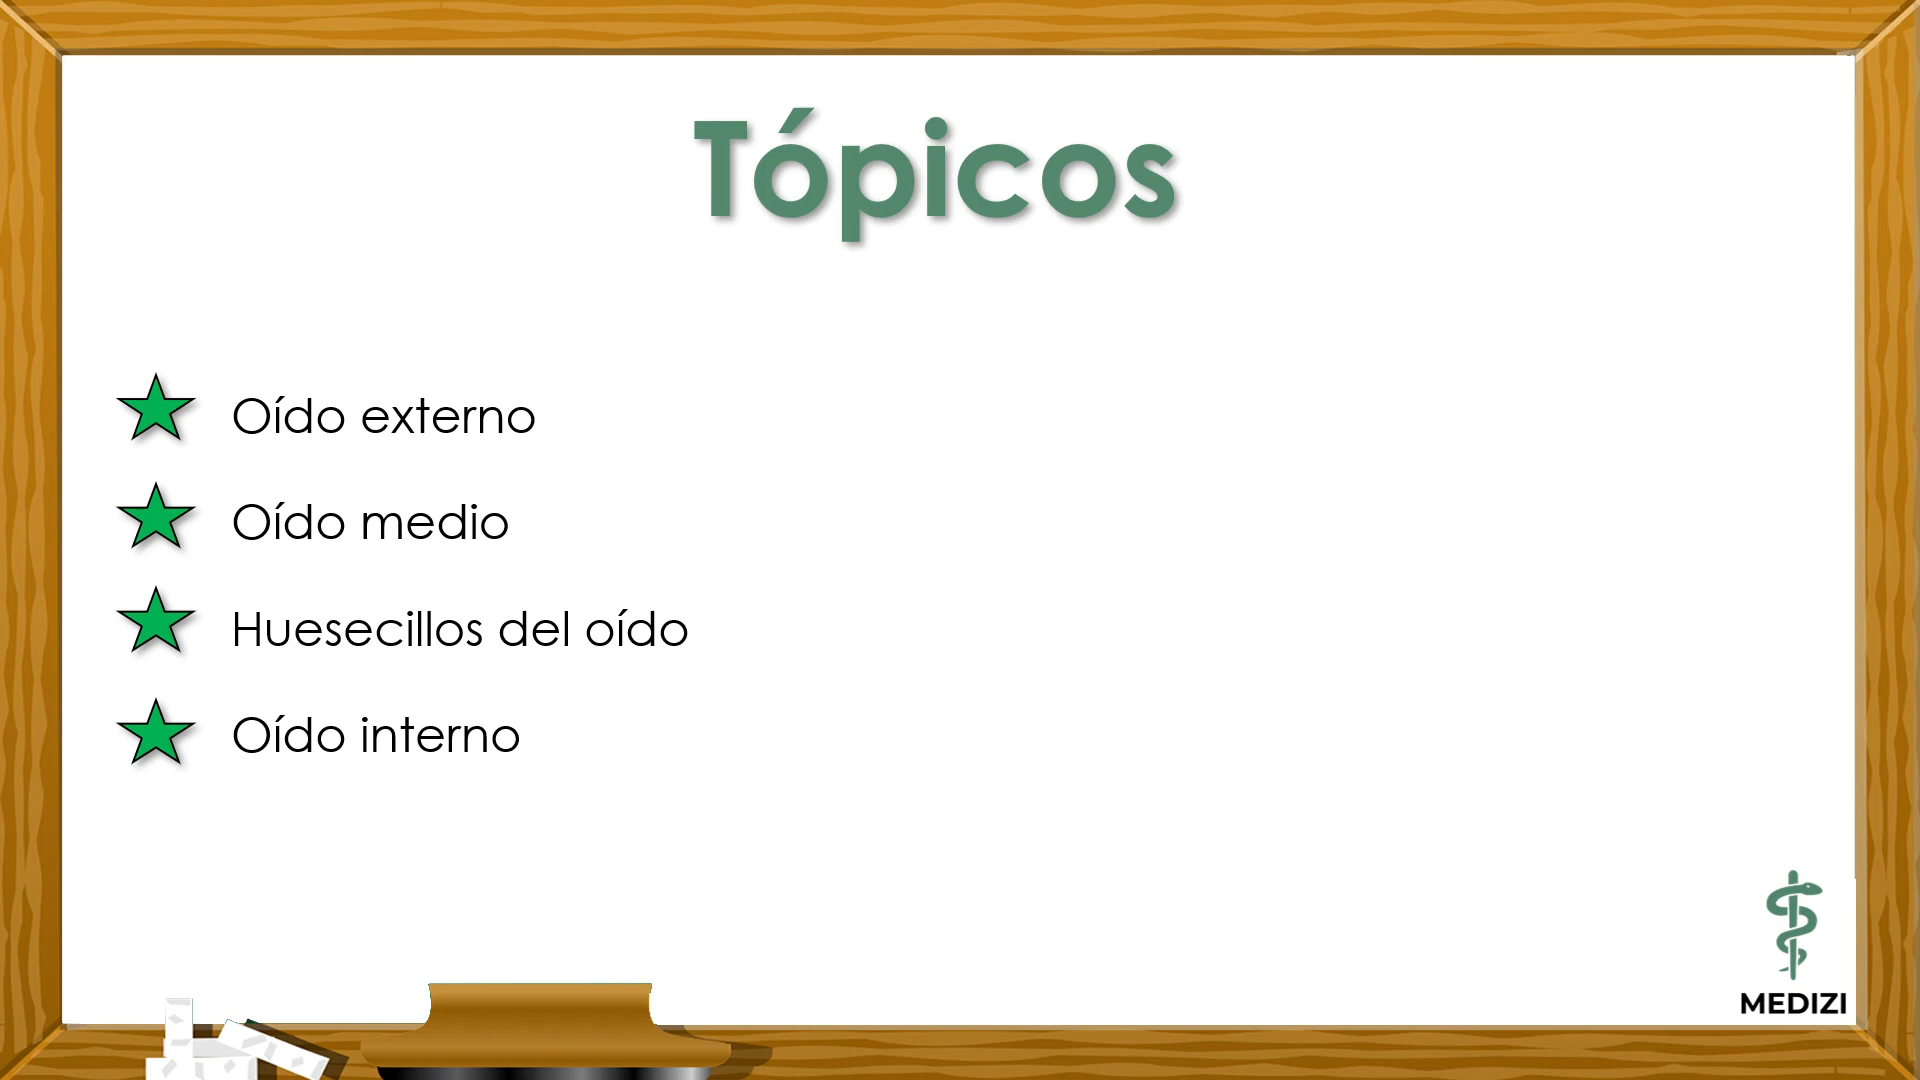 Tópicos
Oído externo
Oído medio
Huesecillos del oído
Oído interno
MEDIZI